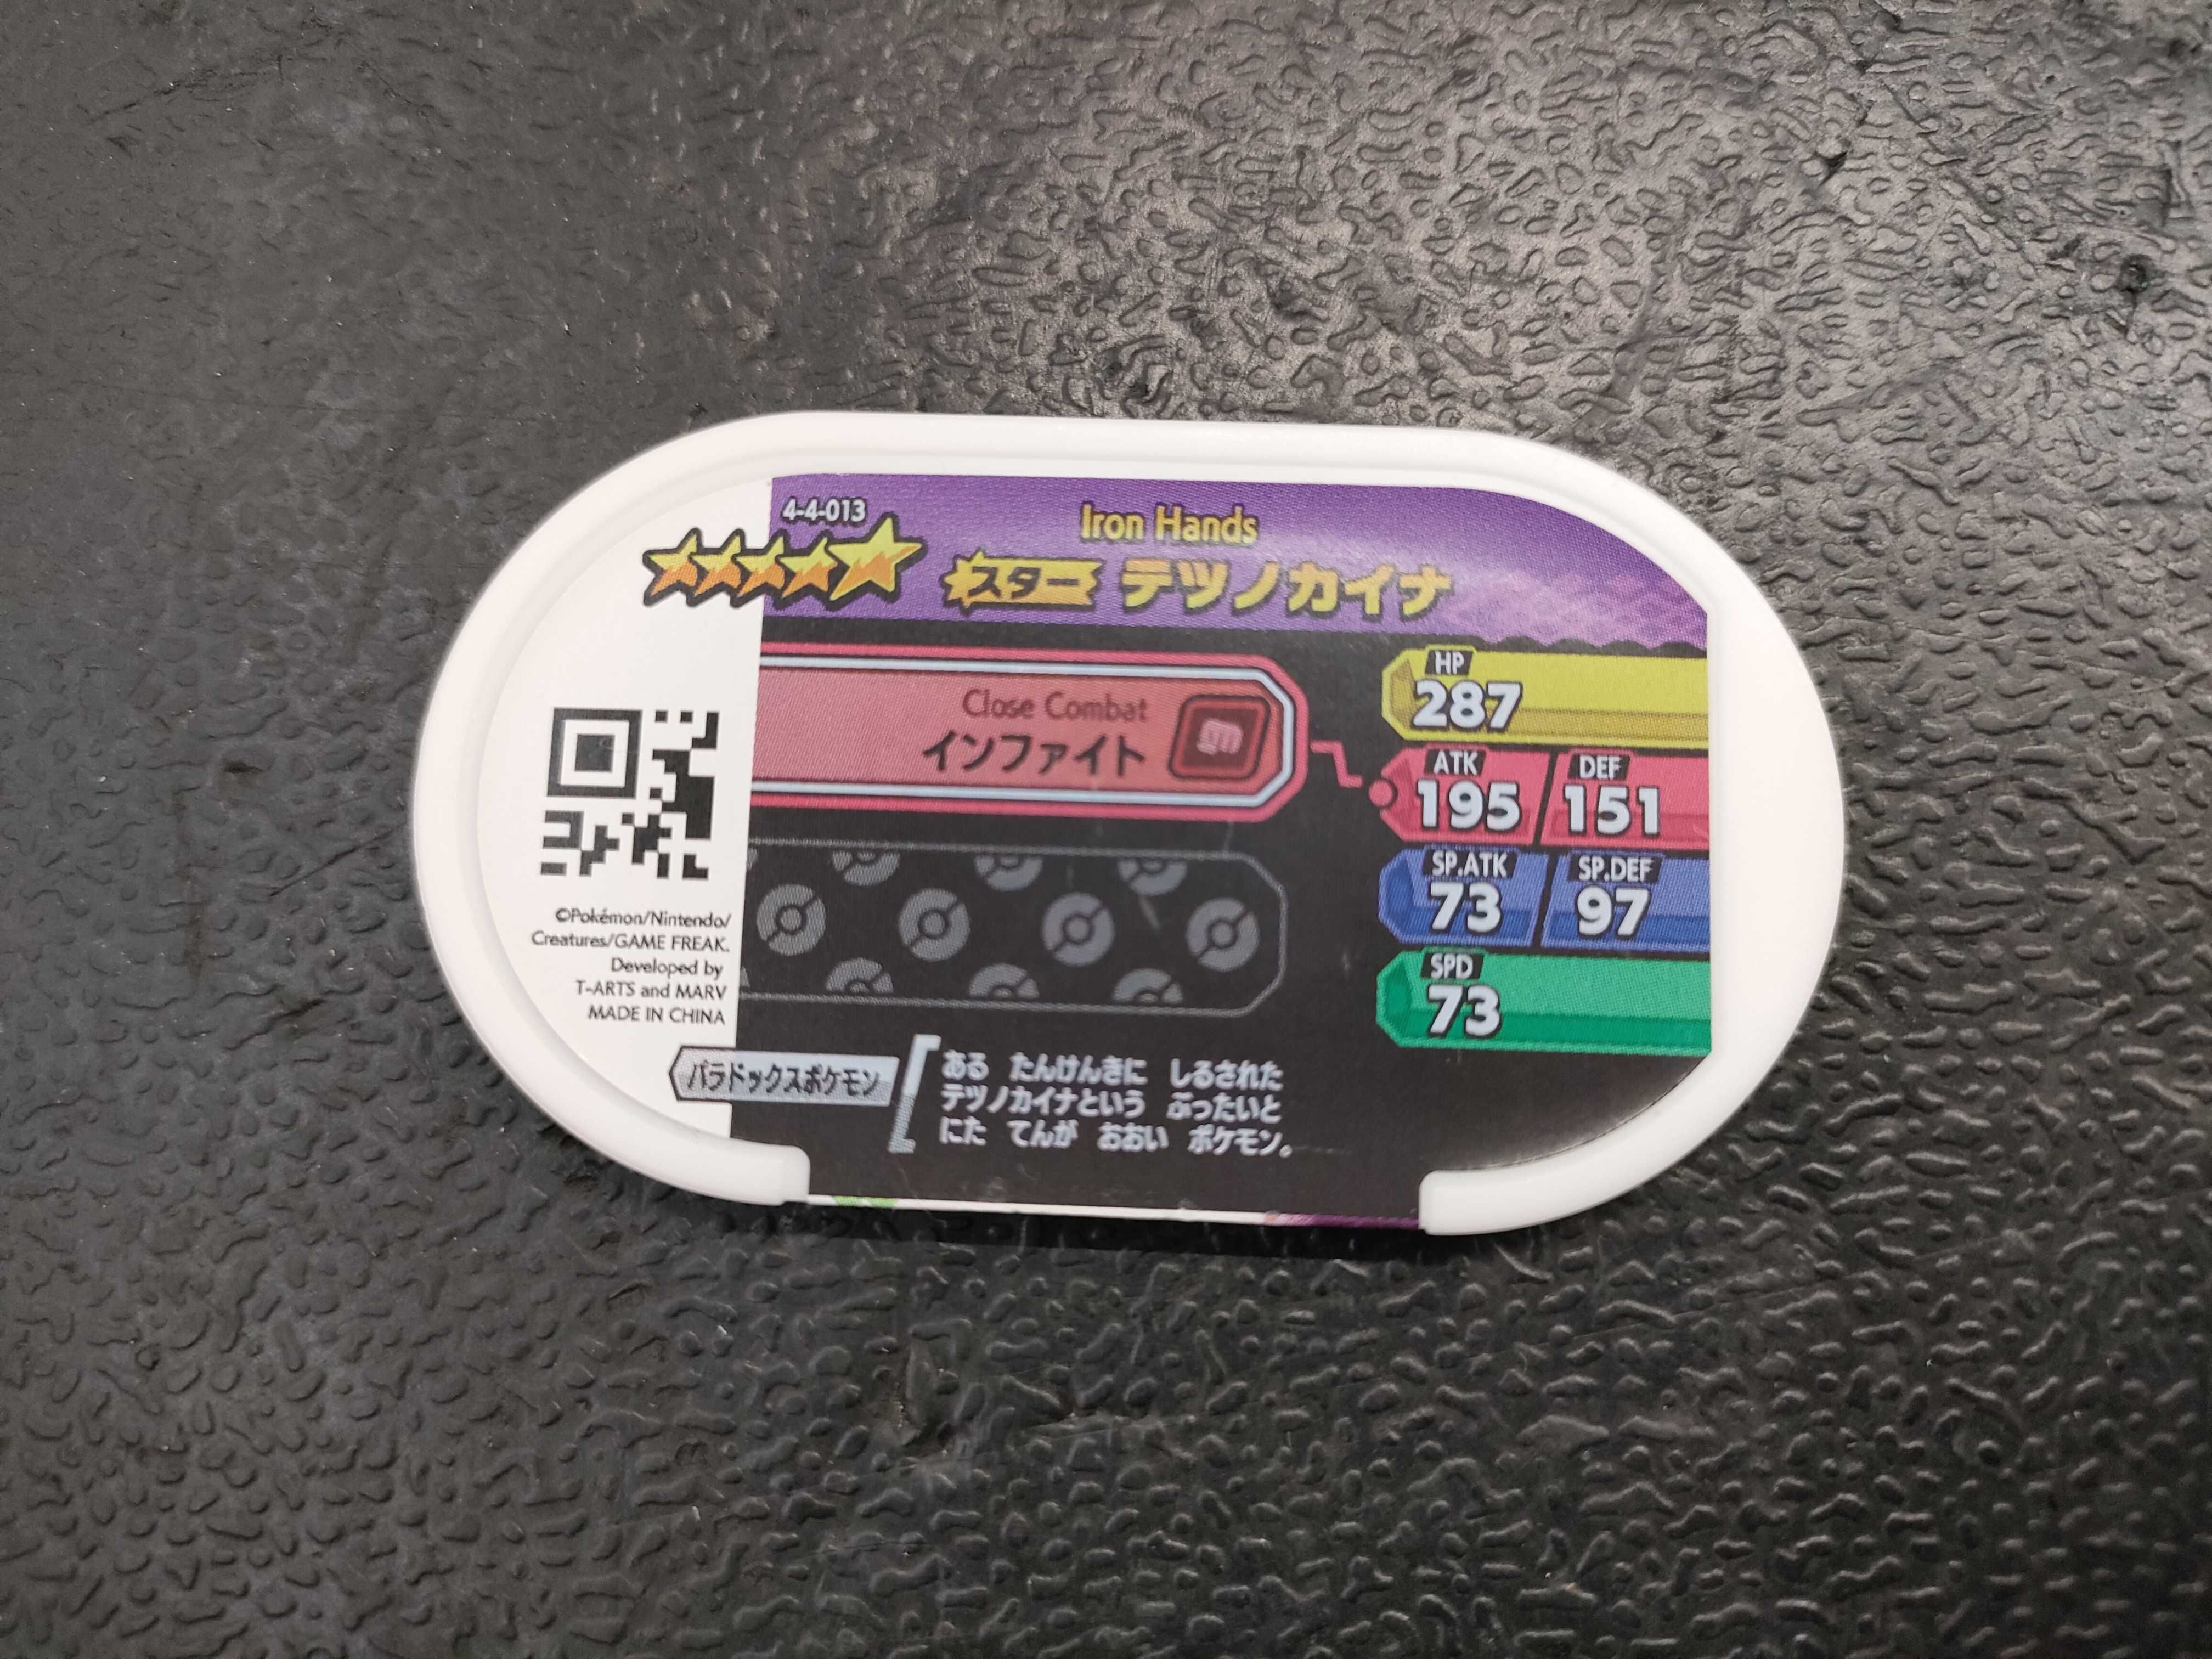 4-4-013
Iron Hands
スター テツノカイナ
Close Combat
インファイト
HP
287
ATK
195
DEF
151
SP.ATK
73
SP.DEF
97
SPD
73
©Pokémon/Nintendo/
Creatures/GAME FREAK.
Developed by
T-ARTS and MARV
MADE IN CHINA
パラドックスポケモン
ある たんけんきに しるされた
テツノカイナという ぶったいと
にた てんが おおい ポケモン。